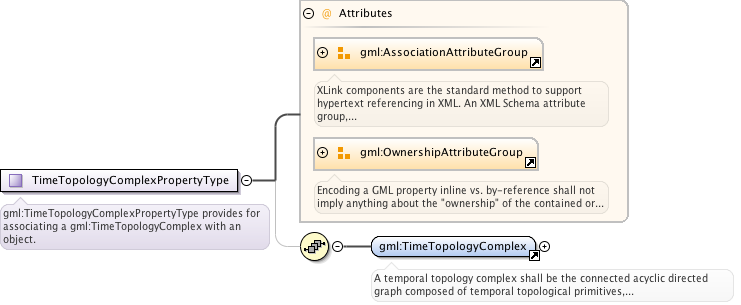 @ Attributes
gml:AssociationAttributeGroup
XLink components are the standard method to support
hypertext referencing in XML. An XML Schema attribute
group,...
gml:OwnershipAttributeGroup
Encoding a GML property inline vs. by-reference shall not
imply anything about the "ownership" of the contained or...
TimeTopologyComplexPropertyType
gml:TimeTopologyComplexPropertyType provides for
associating a gml:TimeTopologyComplex with an
object.
gml:TimeTopologyComplex
A temporal topology complex shall be the connected acyclic directed
graph composed of temporal topological primitives,...